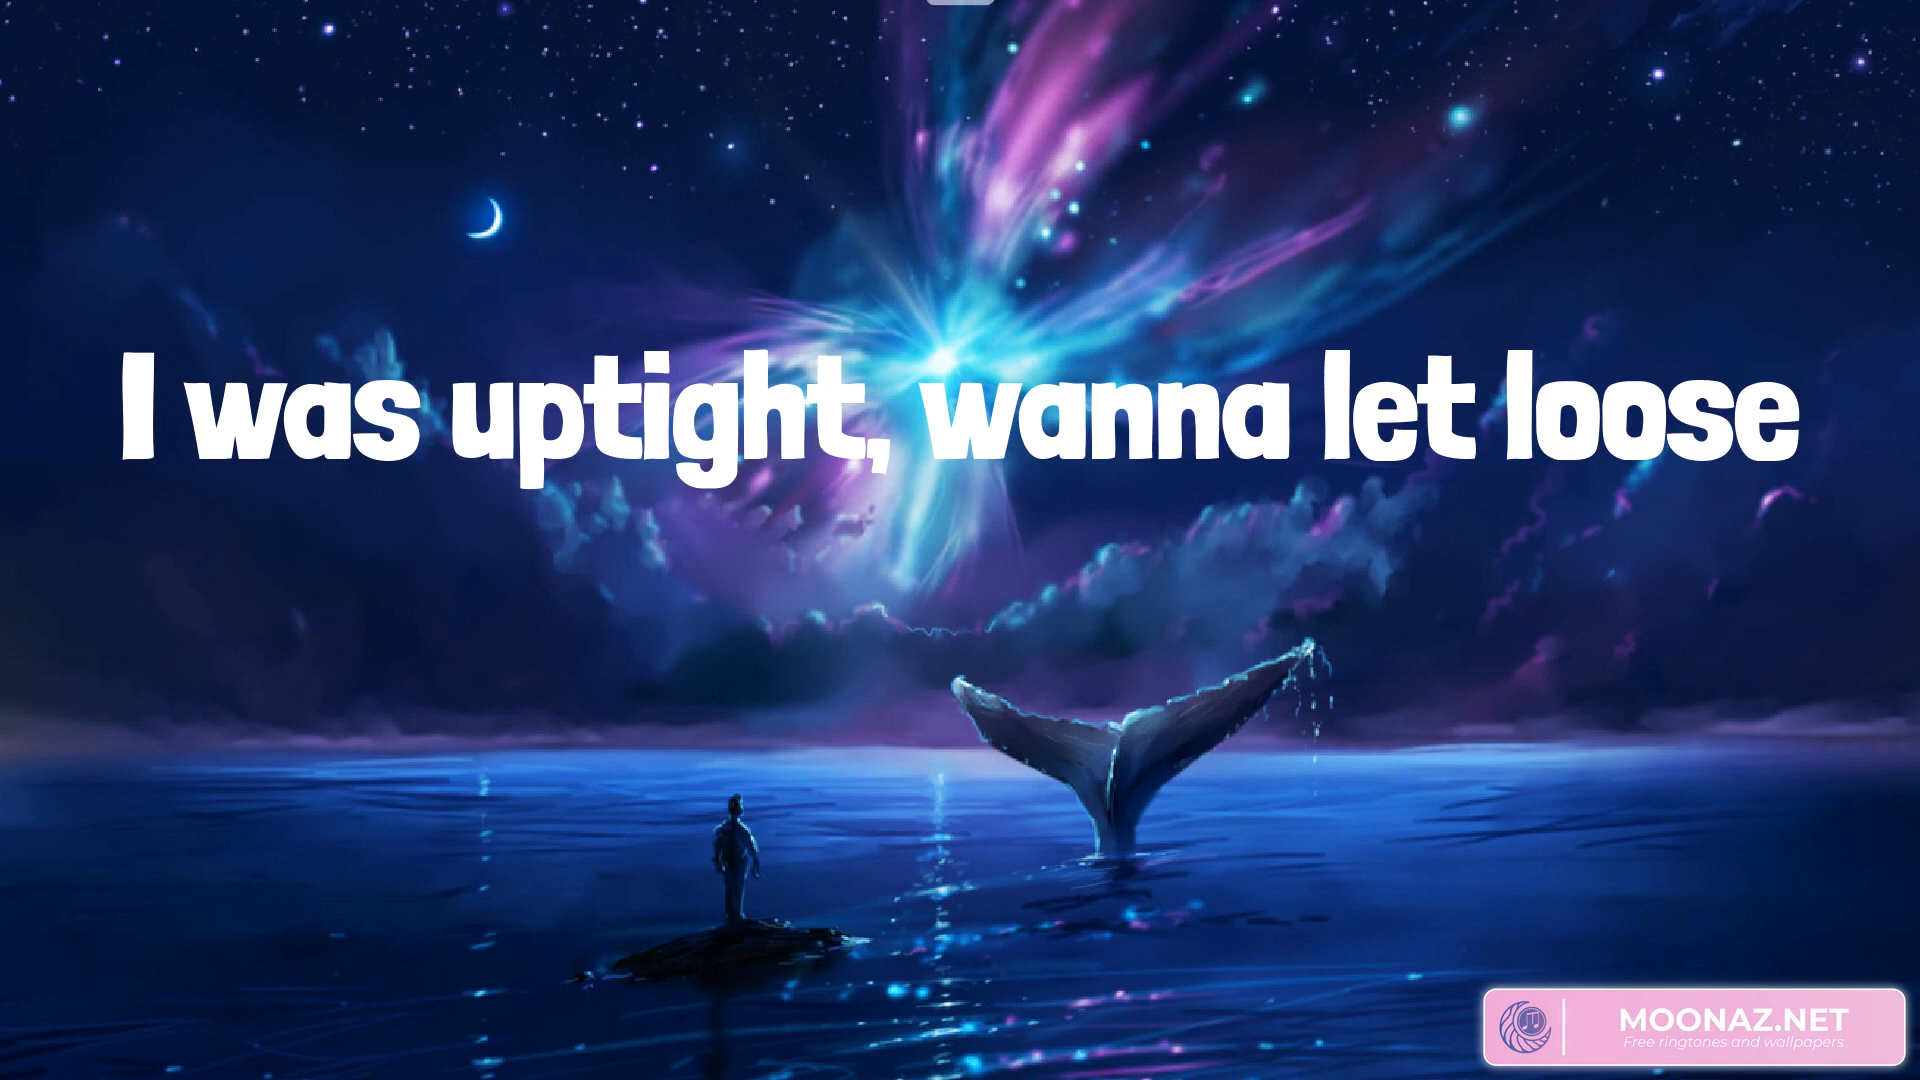 I was uptight, wanna let loose
MOONAZ.NET
Free ringtones and wallpapers